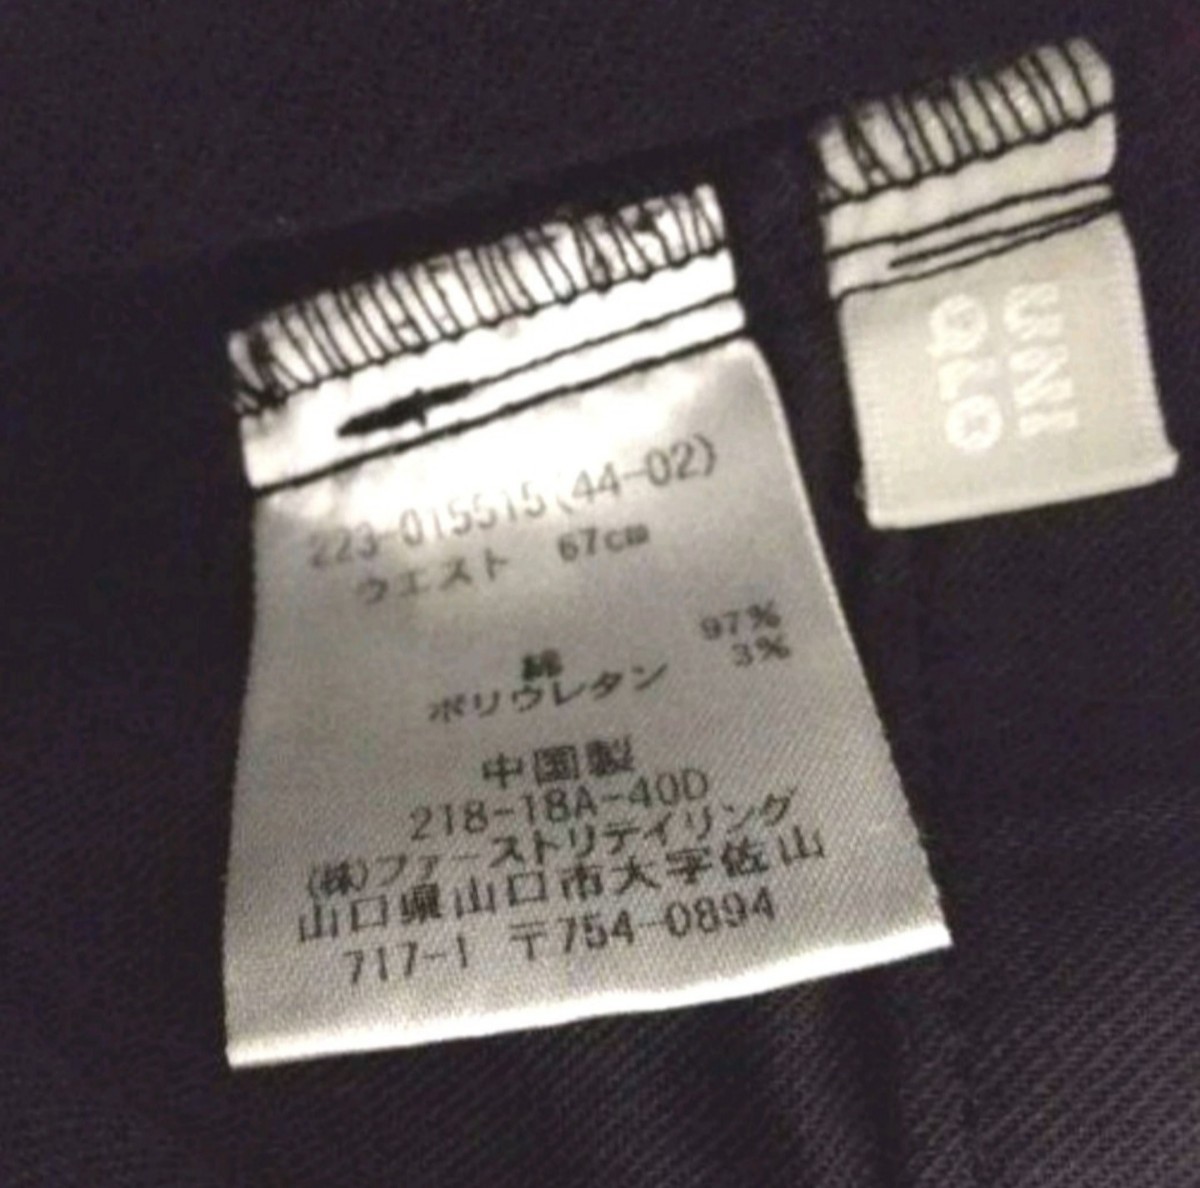 223-015515(44-02)
ウエスト 67cm
綿 97%
ポリウレタン 3%
中国製
218-18A-40D
(株)ファーストリテイリング
山口県山口市大字佐山
717-1 〒754-0894
UNI
QLO